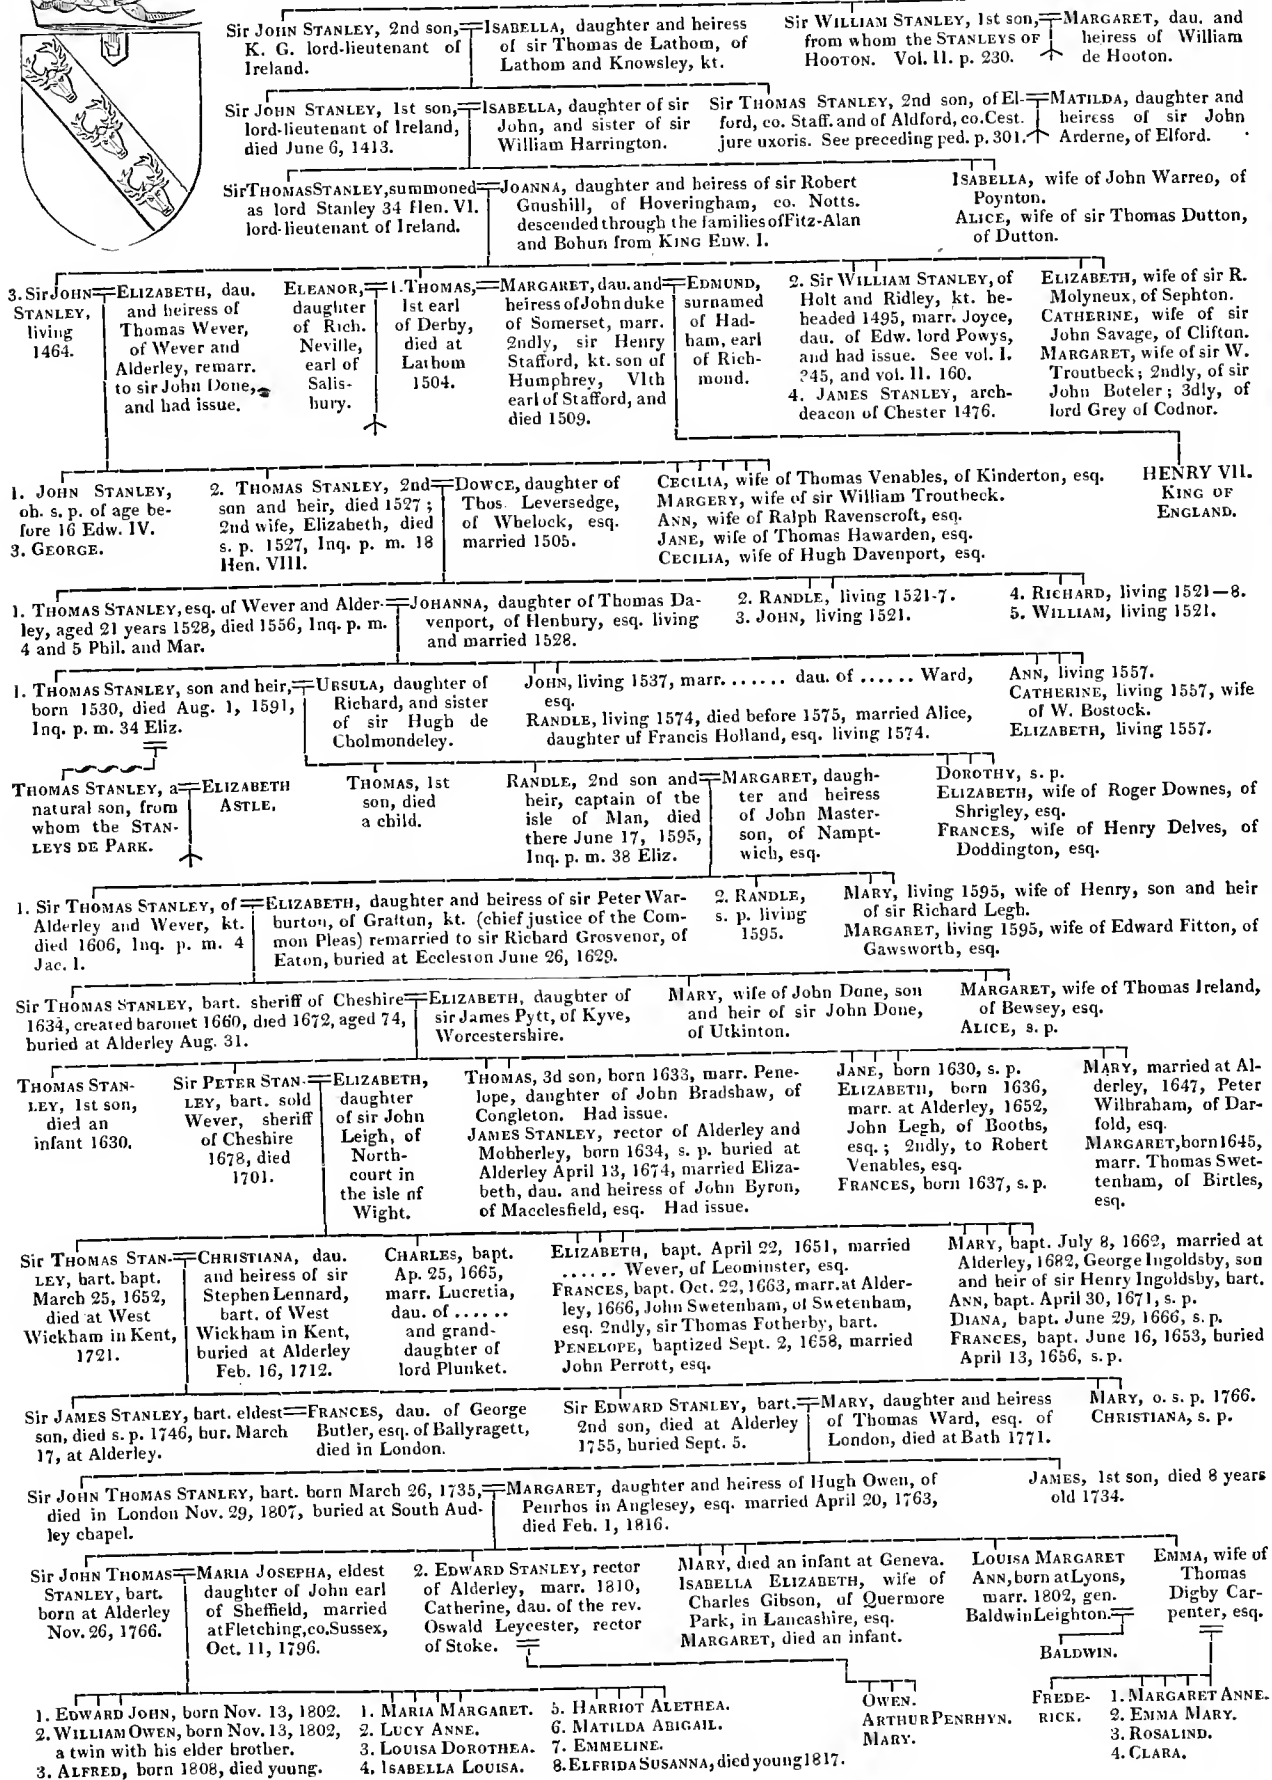 Sir JOHN STANLEY, 2nd son,
K. G. lord-lieutenant of
Ireland.
ISABELLA, daughter and heiress
of sir Thomas de Lathom, of
Lathom and Knowsley, kt.
Sir WILLIAM STANLEY, 1st son,
from whom the STANLEYS OF
HOOTON. Vol. II. p. 230.
MARGARET, dau. and
heiress of William
de Hooton.
Sir JOHN STANLEY, 1st son,
lord-lieutenant of Ireland,
died June 6, 1413.
ISABELLA, daughter of sir
John, and sister of sir
William Harrington.
Sir THOMAS STANLEY, 2nd son, of El-
ford, co. Staff. and of Aldford, co. Cest.
jure uxoris. See preceding ped. p. 301.
MATILDA, daughter and
heiress of sir John
Arderne, of Elford.
Sir THOMAS STANLEY, summoned
as lord Stanley 34 Hen. VI.
lord-lieutenant of Ireland.
JOANNA, daughter and heiress of sir Robert
Goushill, of Hoveringham, co. Notts.
descended through the families of Fitz-Alan
and Bohun from KING EDW. I.
ISABELLA, wife of John Warren, of
Poynton.
ALICE, wife of sir Thomas Dutton,
of Dutton.
3. Sir JOHN
STANLEY,
living
1464.
ELIZABETH, dau.
and heiress of
Thomas Wever,
of Wever and
Alderley, remarr.
to sir John Done,
and had issue.
ELEANOR,
daughter
of Rich.
Neville,
earl of
Salis-
bury.
1. THOMAS,
1st earl
of Derby,
died at
Lathom
1504.
MARGARET, dau. and
heiress of John duke
of Somerset, marr.
2ndly, sir Henry
Stafford, kt. son of
Humphrey, VIth
earl of Stafford, and
died 1509.
EDMUND,
surnamed
of Had-
ham, earl
of Rich-
mond.
2. Sir WILLIAM STANLEY, of
Holt and Ridley, kt. be-
headed 1495, marr. Joyce,
dau. of Edw. lord Powys,
and had issue. See vol. I.
?45, and vol. II. 160.
4. JAMES STANLEY, arch-
deacon of Chester 1476.
ELIZABETH, wife of sir R.
Molyneux, of Sephton.
CATHERINE, wife of sir
John Savage, of Clifton.
MARGARET, wife of sir W.
Troutbeck; 2ndly, of sir
John Boteler; 3dly, of
lord Grey of Codnor.
1. JOHN STANLEY,
ob. s. p. of age be-
fore 16 Edw. IV.
3. GEORGE.
2. THOMAS STANLEY, 2nd
son and heir, died 1527;
2nd wife, Elizabeth, died
s. p. 1527, Inq. p. m. 18
Hen. VIII.
DOWCE, daughter of
Thos. Leversedge,
of Whelock, esq.
married 1505.
CECILIA, wife of Thomas Venables, of Kinderton, esq.
MARGERY, wife of sir William Troutbeck.
ANN, wife of Ralph Ravenscroft, esq.
JANE, wife of Thomas Hawarden, esq.
CECILIA, wife of Hugh Davenport, esq.
HENRY VII.
KING OF
ENGLAND.
1. THOMAS STANLEY, esq. of Wever and Alder-
ley, aged 21 years 1528, died 1556, Inq. p. m.
4 and 5 Phil. and Mar.
JOHANNA, daughter of Thomas Da-
venport, of Henbury, esq. living
and married 1528.
2. RANDLE, living 1521-7.
3. JOHN, living 1521.
4. RICHARD, living 1521—8.
5. WILLIAM, living 1521.
1. THOMAS STANLEY, son and heir,
born 1530, died Aug. 1, 1591,
Inq. p. m. 34 Eliz.
URSULA, daughter of
Richard, and sister
of sir Hugh de
Cholmondeley.
JOHN, living 1537, marr. ....... dau. of ...... Ward,
esq.
RANDLE, living 1574, died before 1575, married Alice,
daughter of Francis Holland, esq. living 1574.
ANN, living 1557.
CATHERINE, living 1557, wife
of W. Bostock.
ELIZABETH, living 1557.
THOMAS STANLEY, a
natural son, from
whom the STAN-
LEYS DE PARK.
ELIZABETH
ASTLE.
THOMAS, 1st
son, died
a child.
RANDLE, 2nd son and
heir, captain of the
isle of Man, died
there June 17, 1595,
Inq. p. m. 38 Eliz.
MARGARET, daugh-
ter and heiress
of John Master-
son, of Nampt-
wich, esq.
DOROTHY, s. p.
ELIZABETH, wife of Roger Downes, of
Shrigley, esq.
FRANCES, wife of Henry Delves, of
Doddington, esq.
1. Sir THOMAS STANLEY, of
Alderley and Wever, kt.
died 1606, Inq. p. m. 4
Jac. I.
ELIZABETH, daughter and heiress of sir Peter War-
burton, of Grafton, kt. (chief justice of the Com-
mon Pleas) remarried to sir Richard Grosvenor, of
Eaton, buried at Eccleston June 26, 1629.
2. RANDLE,
s. p. living
1595.
MARY, living 1595, wife of Henry, son and heir
of sir Richard Legh.
MARGARET, living 1595, wife of Edward Fitton, of
Gawsworth, esq.
Sir THOMAS STANLEY, bart. sheriff of Cheshire
1634, created baronet 1660, died 1672, aged 74,
buried at Alderley Aug. 31.
ELIZABETH, daughter of
sir James Pytt, of Kyve,
Worcestershire.
MARY, wife of John Done, son
and heir of sir John Done,
of Utkinton.
MARGARET, wife of Thomas Ireland,
of Bewsey, esq.
ALICE, s. p.
THOMAS STAN-
LEY, 1st son,
died an
infant 1630.
Sir PETER STAN-
LEY, bart. sold
Wever, sheriff
of Cheshire
1678, died
1701.
ELIZABETH,
daughter
of sir John
Leigh, of
North-
court in
the isle of
Wight.
THOMAS, 3d son, born 1633, marr. Pene-
lope, daughter of John Bradshaw, of
Congleton. Had issue.
JAMES STANLEY, rector of Alderley and
Mobherley, born 1634, s. p. buried at
Alderley April 13, 1674, married Eliza-
beth, dau. and heiress of John Byron,
of Macclesfield, esq. Had issue.
JANE, born 1630, s. p.
ELIZABETH, born 1636,
marr. at Alderley, 1652,
John Legh, of Booths,
esq.; 2ndly, to Robert
Venables, esq.
FRANCES, born 1637, s. p.
MARY, married at Al-
derley, 1647, Peter
Wilbraham, of Dar-
fold, esq.
MARGARET, born 1645,
marr. Thomas Swet-
tenham, of Birtles,
esq.
Sir THOMAS STAN-
LEY, bart. bapt.
March 25, 1652,
died at West
Wickham in Kent,
1721.
CHRISTIANA, dau.
and heiress of sir
Stephen Lennard,
bart. of West
Wickham in Kent,
buried at Alderley
Feb. 16, 1712.
CHARLES, bapt.
Ap. 25, 1665,
marr. Lucretia,
dau. of ......
and grand-
daughter of
lord Plunket.
ELIZABETH, bapt. April 22, 1651, married
...... Wever, of Leominster, esq.
FRANCES, bapt. Oct. 22, 1663, marr. at Alder-
ley, 1666, John Swetenham, of Swetenham,
esq. 2ndly, sir Thomas Fotherby, bart.
PENELOPE, baptized Sept. 2, 1658, married
John Perrott, esq.
MARY, bapt. July 8, 1662, married at
Alderley, 1682, George Ingoldsby, son
and heir of sir Henry Ingoldsby, bart.
ANN, bapt. April 30, 1671, s. p.
DIANA, bapt. June 29, 1666, s. p.
FRANCES, bapt. June 16, 1653, buried
April 13, 1656, s. p.
Sir JAMES STANLEY, bart. eldest
son, died s. p. 1746, bur. March
17, at Alderley.
FRANCES, dau. of George
Butler, esq. of Ballyragett,
died in London.
Sir EDWARD STANLEY, bart.
2nd son, died at Alderley
1755, buried Sept. 5.
MARY, daughter and heiress
of Thomas Ward, esq. of
London, died at Bath 1771.
MARY, o. s. p. 1766.
CHRISTIANA, s. p.
Sir JOHN THOMAS STANLEY, bart. born March 26, 1735,
died in London Nov. 29, 1807, buried at South Aud-
ley chapel.
MARGARET, daughter and heiress of Hugh Owen, of
Penrhos in Anglesey, esq. married April 20, 1763,
died Feb. 1, 1816.
JAMES, 1st son, died 8 years
old 1734.
Sir JOHN THOMAS
STANLEY, bart.
born at Alderley
Nov. 26, 1766.
MARIA JOSEPHA, eldest
daughter of John earl
of Sheffield, married
at Fletching, co. Sussex,
Oct. 11, 1796.
2. EDWARD STANLEY, rector
of Alderley, marr. 1810,
Catherine, dau. of the rev.
Oswald Leycester, rector
of Stoke.
MARY, died an infant at Geneva.
ISABELLA ELIZABETH, wife of
Charles Gibson, of Quermore
Park, in Lancashire, esq.
MARGARET, died an infant.
LOUISA MARGARET
ANN, born at Lyons,
marr. 1802, gen.
Baldwin Leighton.
BALDWIN.
EMMA, wife of
Thomas
Digby Car-
penter, esq.
1. EDWARD JOHN, born Nov. 13, 1802.
2. WILLIAM OWEN, born Nov. 13, 1802,
a twin with his elder brother.
3. ALFRED, born 1808, died young.
1. MARIA MARGARET.
2. LUCY ANNE.
3. LOUISA DOROTHEA.
4. ISABELLA LOUISA.
5. HARRIOT ALETHEA.
6. MATILDA ABIGAIL.
7. EMMELINE.
8. ELFRIDA SUSANNA, died young 1817.
OWEN.
ARTHUR PENRHYN.
MARY.
FREDE-
RICK.
1. MARGARET ANNE.
2. EMMA MARY.
3. ROSALIND.
4. CLARA.